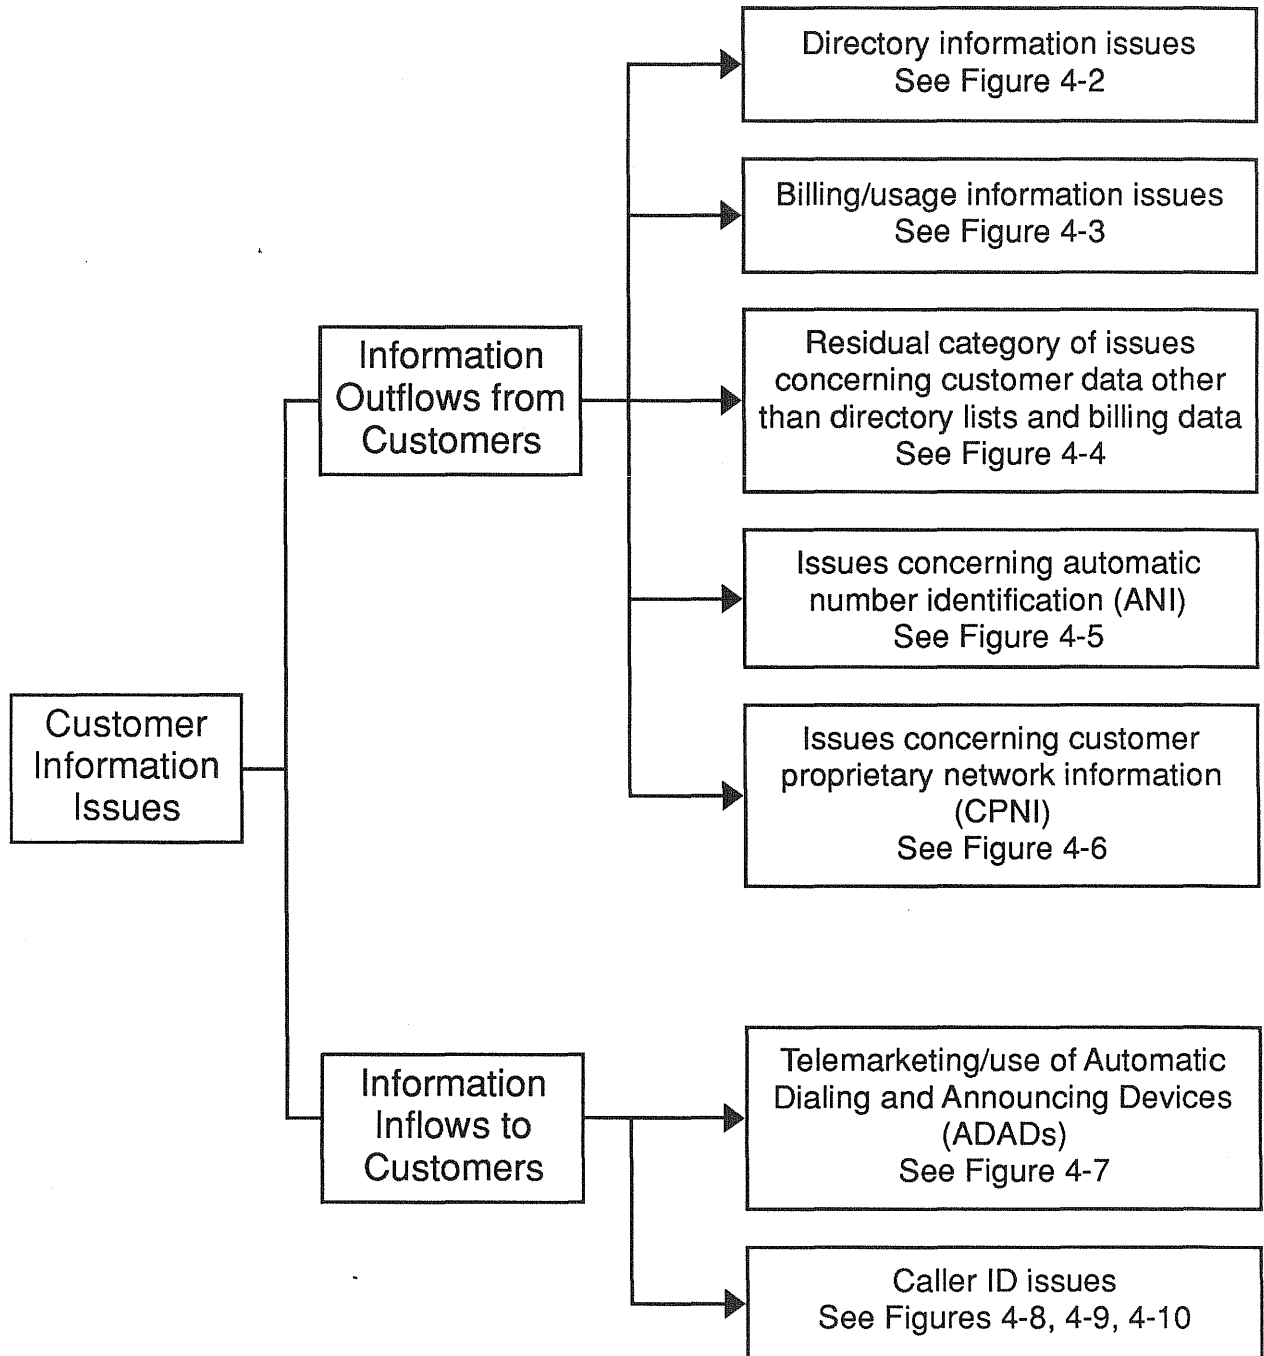 Directory information issues
See Figure 4-2
Billing/usage information issues
See Figure 4-3
Information
Outflows from
Customers
Residual category of issues
concerning customer data other
than directory lists and billing data
See Figure 4-4
Issues concerning automatic
number identification (ANI)
See Figure 4-5
Customer
Information
Issues
Issues concerning customer
proprietary network information
(CPNI)
See Figure 4-6
Information
Inflows to
Customers
Telemarketing/use of Automatic
Dialing and Announcing Devices
(ADADs)
See Figure 4-7
Caller ID issues
See Figures 4-8, 4-9, 4-10